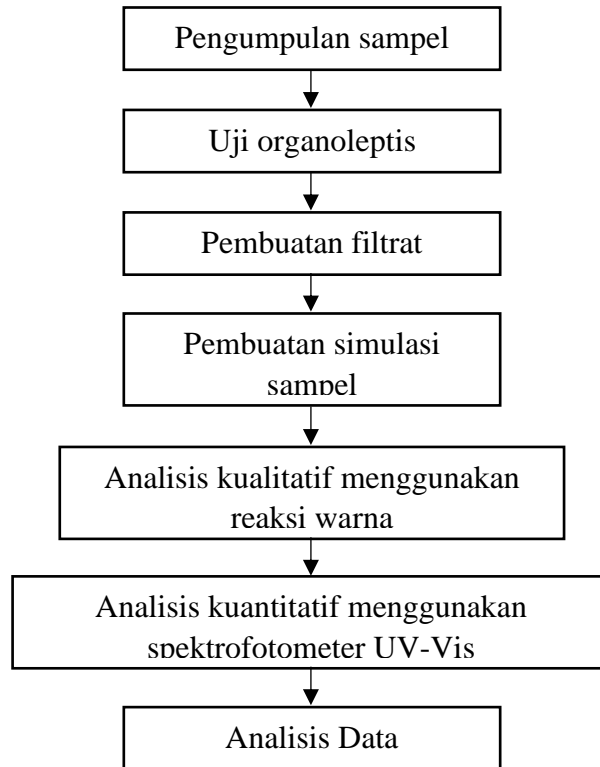 Pengumpulan sampel
Uji organoleptis
Pembuatan filtrat
Pembuatan simulasi
sampel
Analisis kualitatif menggunakan
reaksi warna
Analisis kuantitatif menggunakan
spektrofotometer UV-Vis
Analisis Data